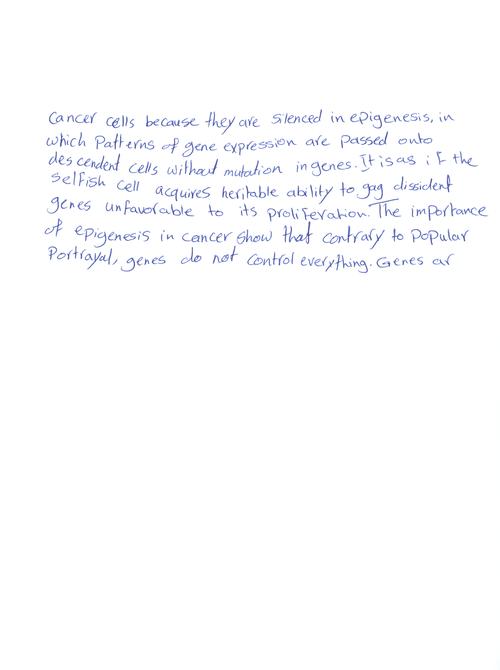 Cancer cells because they are silenced in epigenesis, in
which patterns of gene expression are passed onto
descendent cells without mutation in genes. It is as if the
selfish cell acquires heritable ability to gag dissident
genes unfavorable to its proliferation. The importance
of epigenesis in cancer show that contrary to popular
portrayal, genes do not control everything. Genes ar